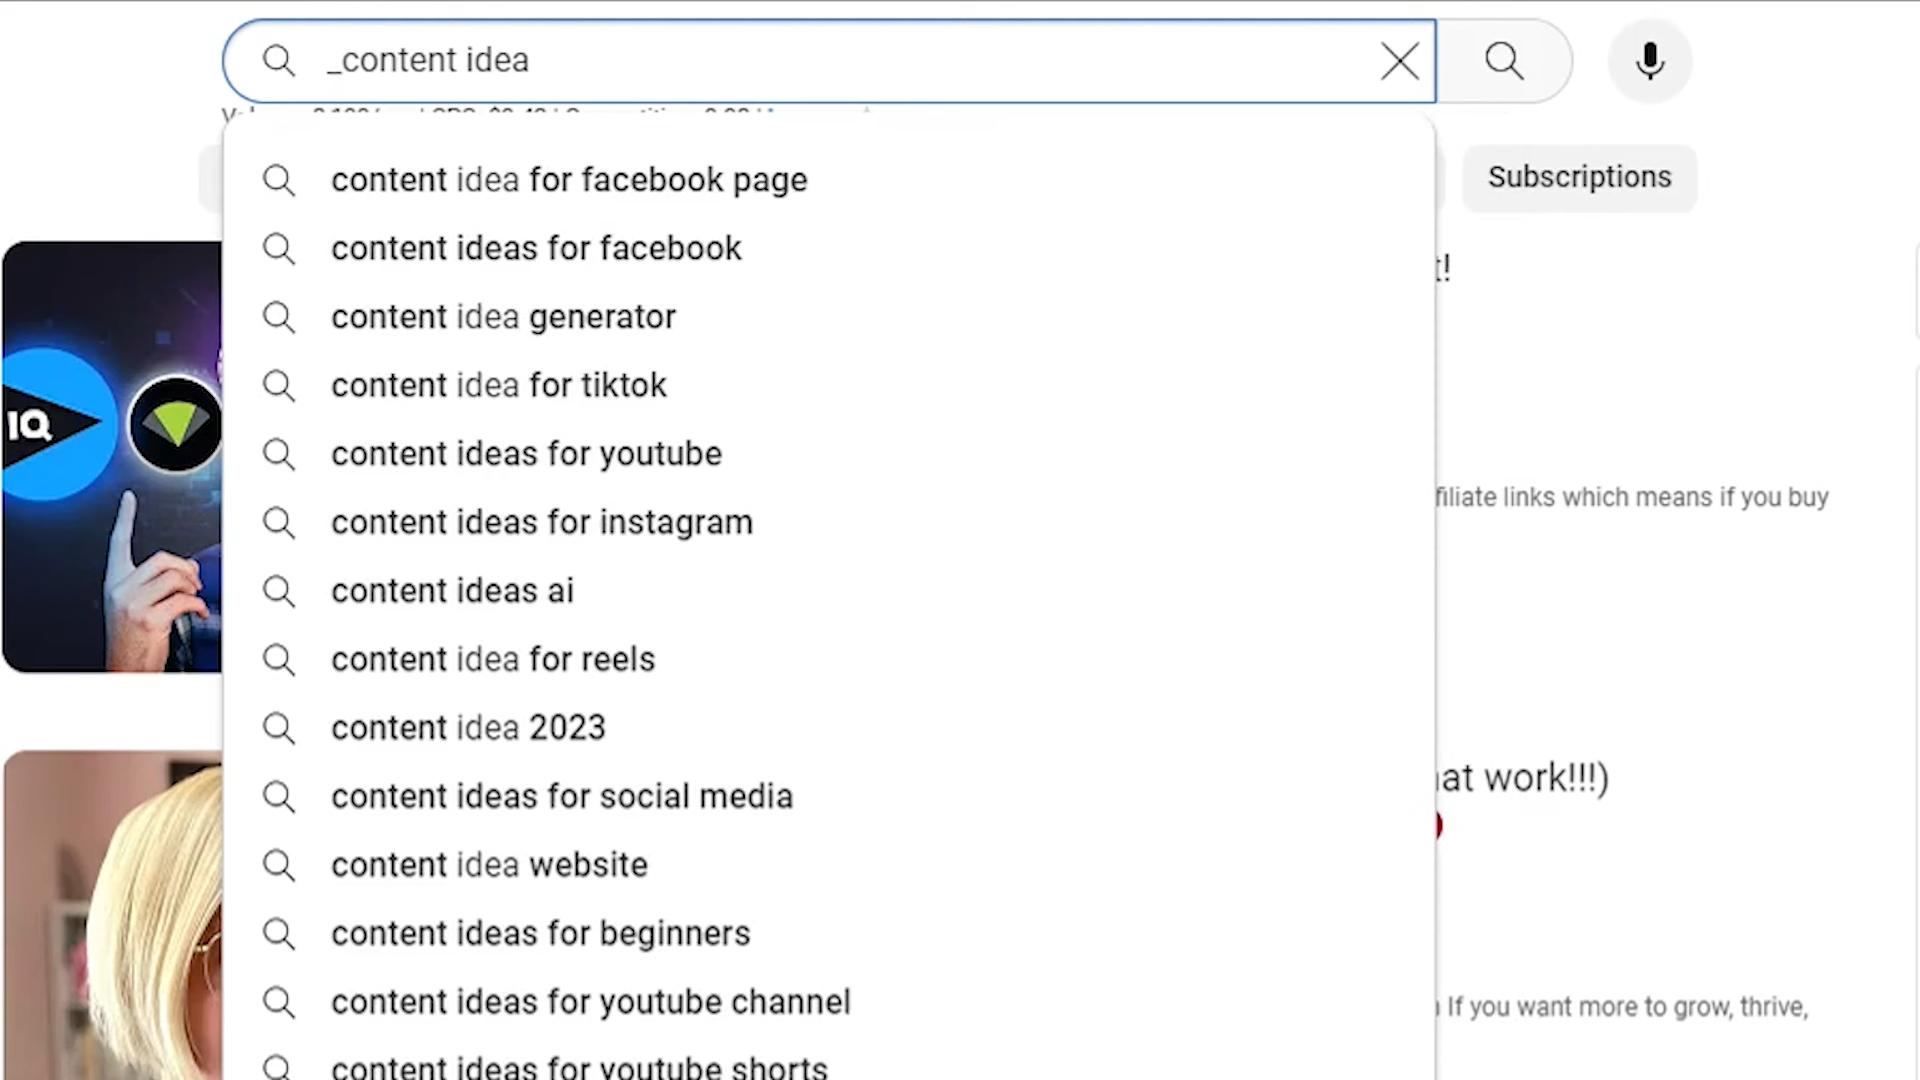 _content idea
content idea for facebook page
Subscriptions
content ideas for facebook
content idea generator
content idea for tiktok
IQ
content ideas for youtube
filiate links which means if you buy
content ideas for instagram
content ideas ai
content idea for reels
content idea 2023
at work!!!)
content ideas for social media
content idea website
content ideas for beginners
content ideas for youtube channel
If you want more to grow, thrive,
content ideas for youtube shorts